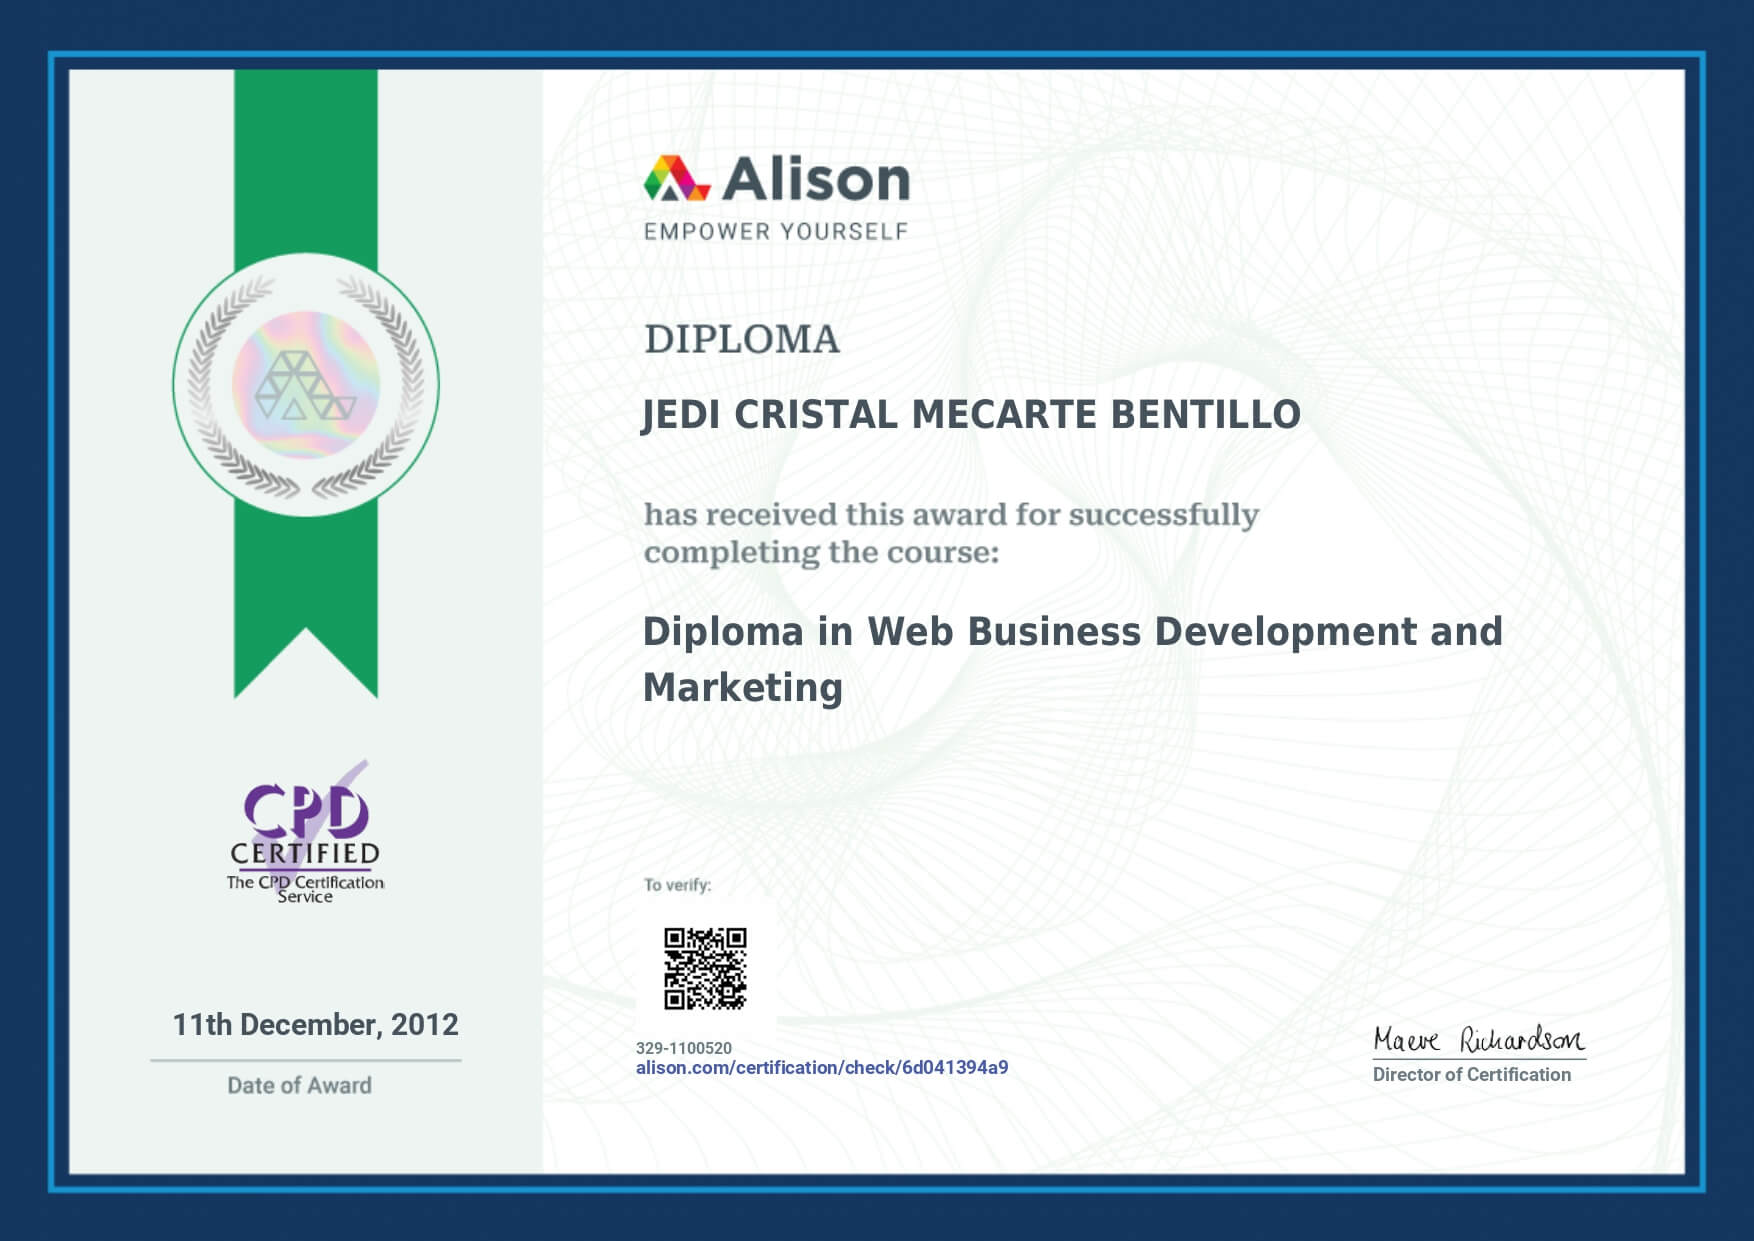 Alison
EMPOWER YOURSELF
DIPLOMA
JEDI CRISTAL MECARTE BENTILLO
has received this award for successfully
completing the course:
Diploma in Web Business Development and
Marketing
CPD
CERTIFIED
The CPD Certification
Service
11th December, 2012
Date of Award
To verify:
329-1100520
alison.com/certification/check/6d041394a9
Maeve Richardson
Director of Certification